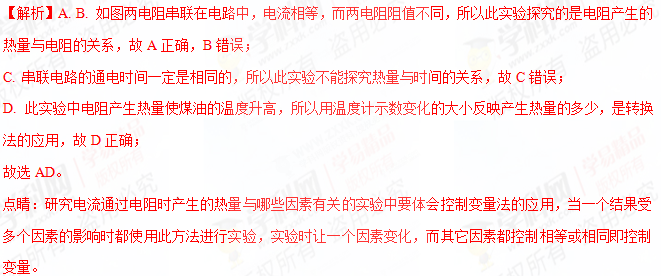 【解析】A. B. 如图两电阻串联在电路中，电流相等，而两电阻阻值不同，所以此实验探究的是电阻产生的
热量与电阻的关系，故 A 正确，B 错误；
C. 串联电路的通电时间一定是相同的，所以此实验不能探究热量与时间的关系，故 C 错误；
D. 此实验中电阻产生热量使煤油的温度升高，所以用温度计示数变化的大小反映产生热量的多少，是转换
法的应用，故 D 正确；
故选 AD。
点睛：研究电流通过电阻时产生的热量与哪些因素有关的实验中要体会控制变量法的应用，当一个结果受
多个因素的影响时都使用此方法进行实验，实验时让一个因素变化，而其它因素都控制相等或相同即控制
变量。